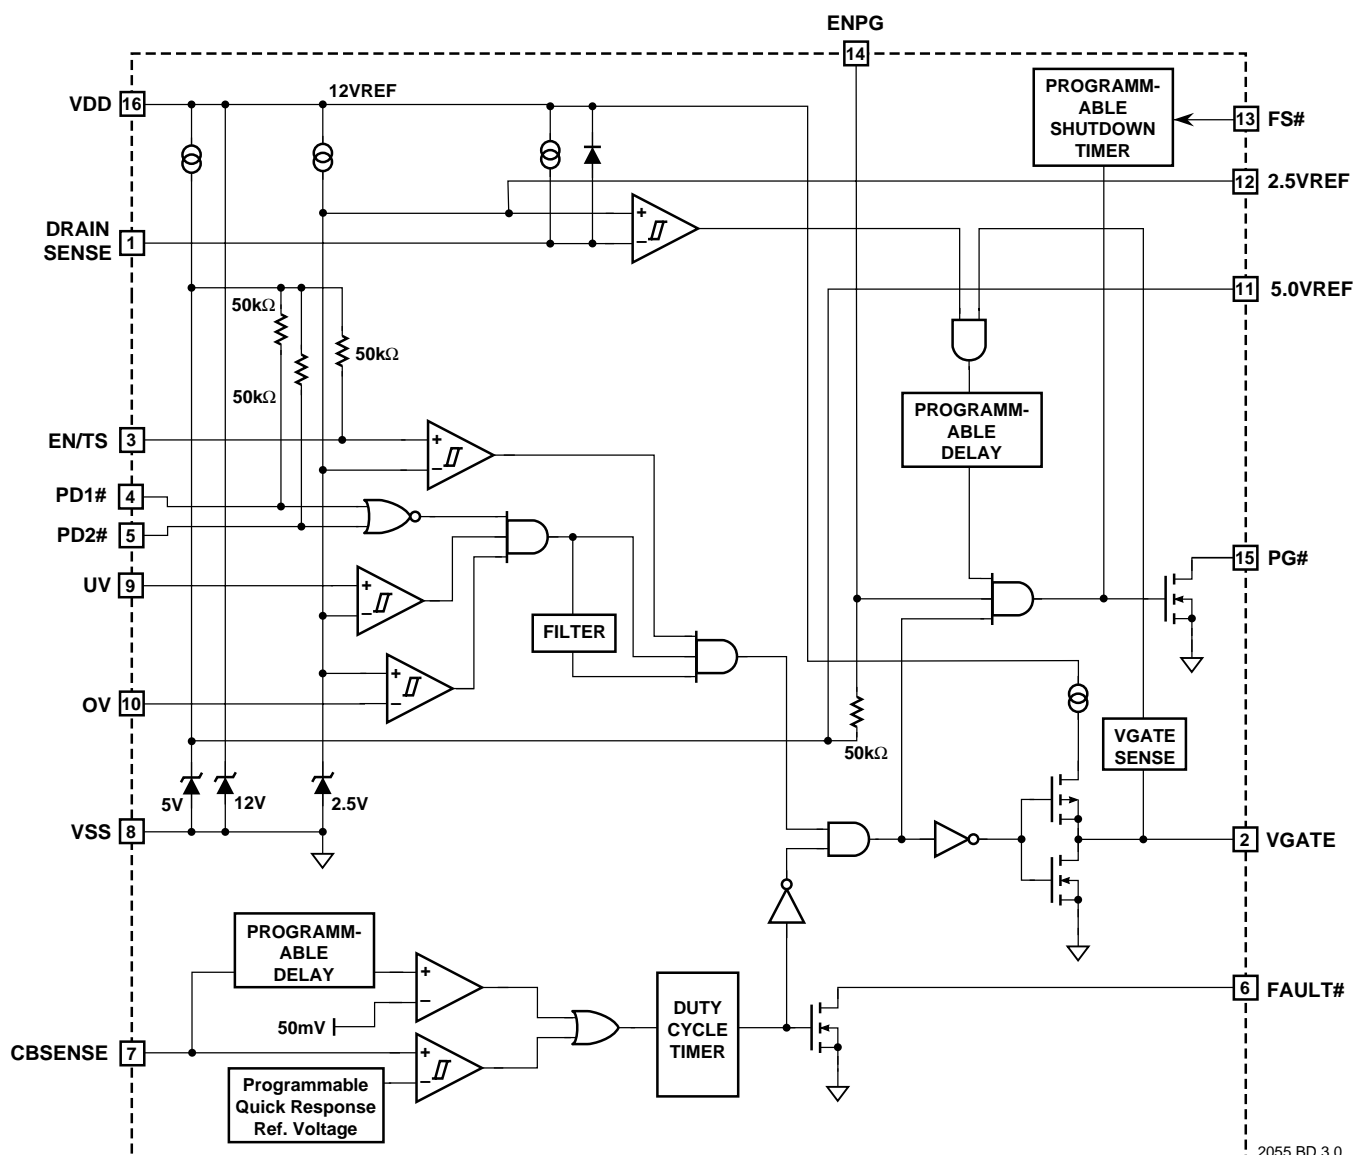 ENPG
14
VDD 16
12VREF
PROGRAMM-
ABLE
SHUTDOWN
TIMER
13 FS#
12 2.5VREF
DRAIN
SENSE
1
+
−
11 5.0VREF
50kΩ
50kΩ
50kΩ
PROGRAMM-
ABLE
DELAY
EN/TS 3
+
−
PD1# 4
PD2# 5
15 PG#
UV 9
+
−
FILTER
OV 10
+
−
50kΩ
VGATE
SENSE
5V
12V
2.5V
VSS 8
2 VGATE
PROGRAMM-
ABLE
DELAY
+
−
50mV
DUTY
CYCLE
TIMER
6 FAULT#
CBSENSE 7
+
−
Programmable
Quick Response
Ref. Voltage
2055 BD 3.0